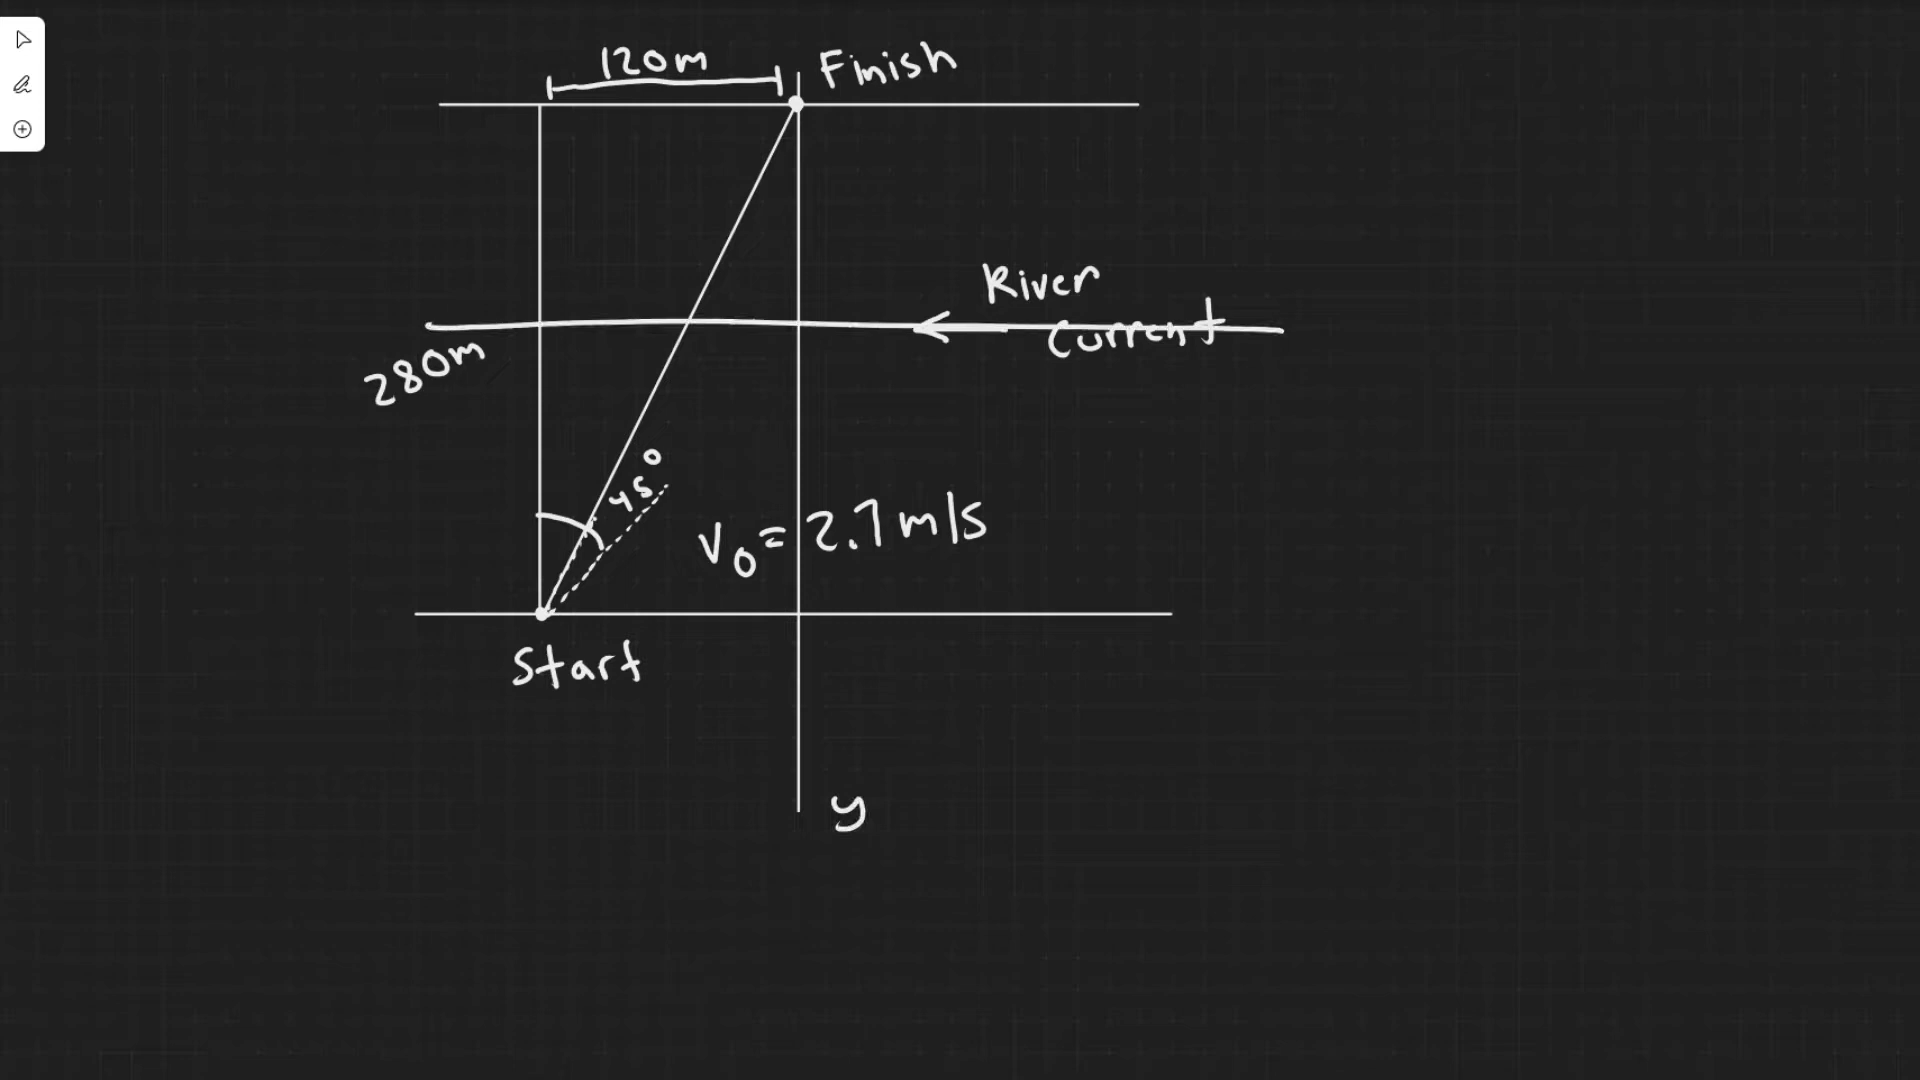 120m
Finish
River
Current
280m
45°
V₀ = 2.7 m/s
Start
y